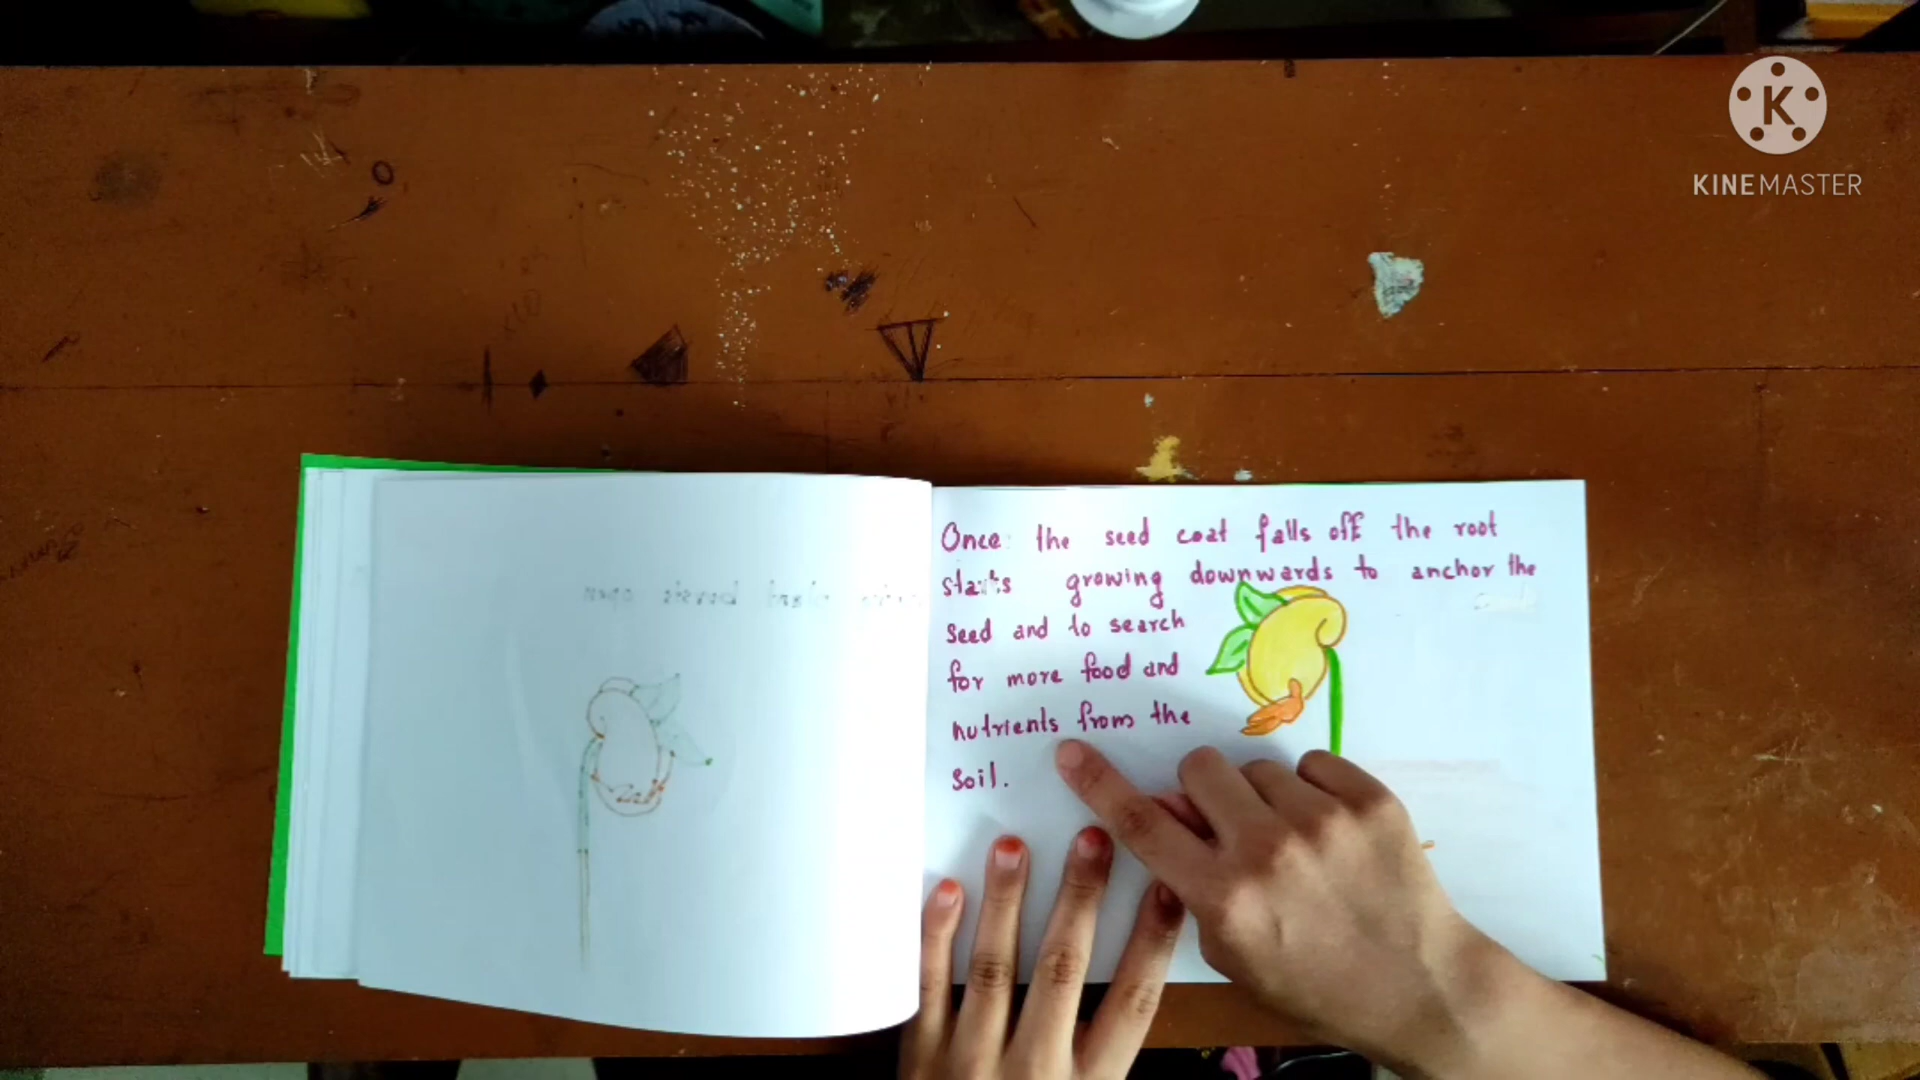 K
KINEMASTER
Once the seed coat falls off the root
starts growing downwards to anchor the
seed and to search
for more food and
nutrients from the
soil.